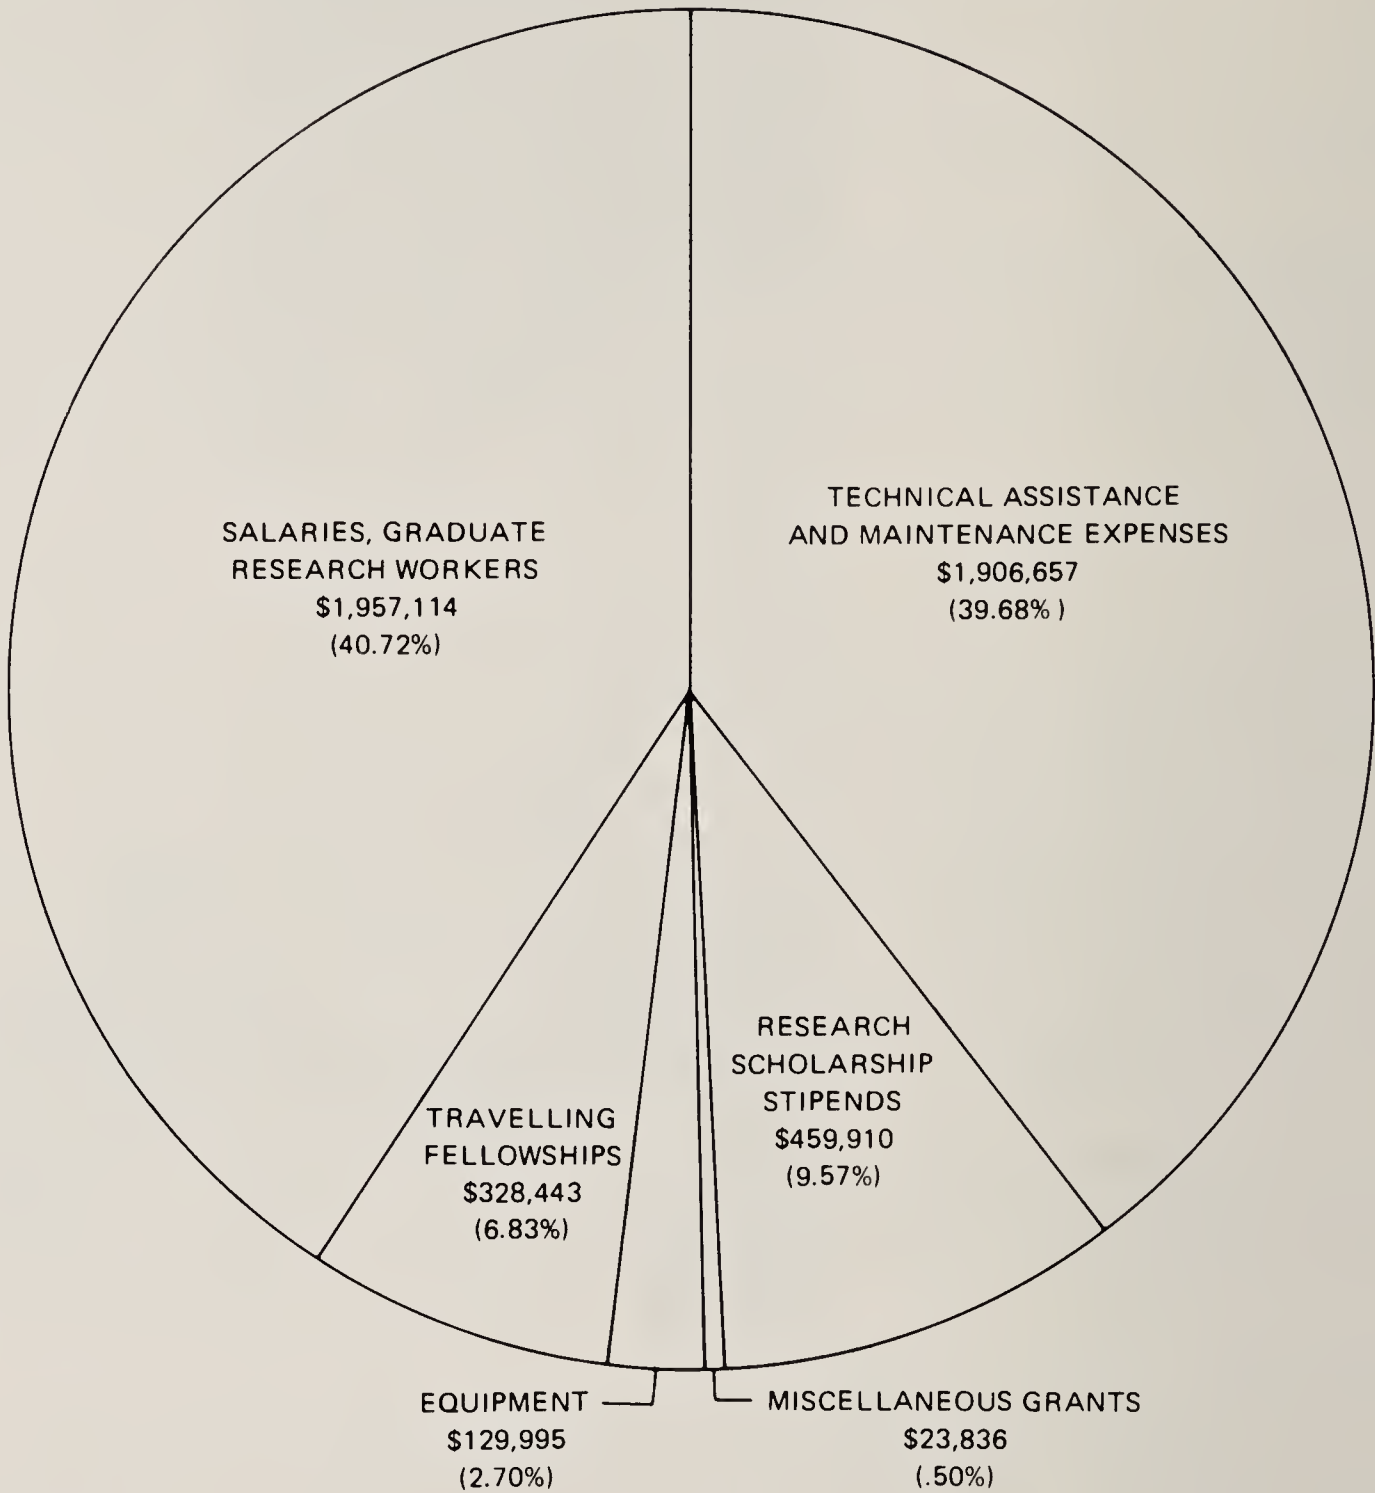 SALARIES, GRADUATE
RESEARCH WORKERS
$1,957,114
(40.72%)
TECHNICAL ASSISTANCE
AND MAINTENANCE EXPENSES
$1,906,657
(39.68% )
TRAVELLING
FELLOWSHIPS
$328,443
(6.83%)
RESEARCH
SCHOLARSHIP
STIPENDS
$459,910
(9.57%)
EQUIPMENT
$129,995
(2.70%)
MISCELLANEOUS GRANTS
$23,836
(.50%)